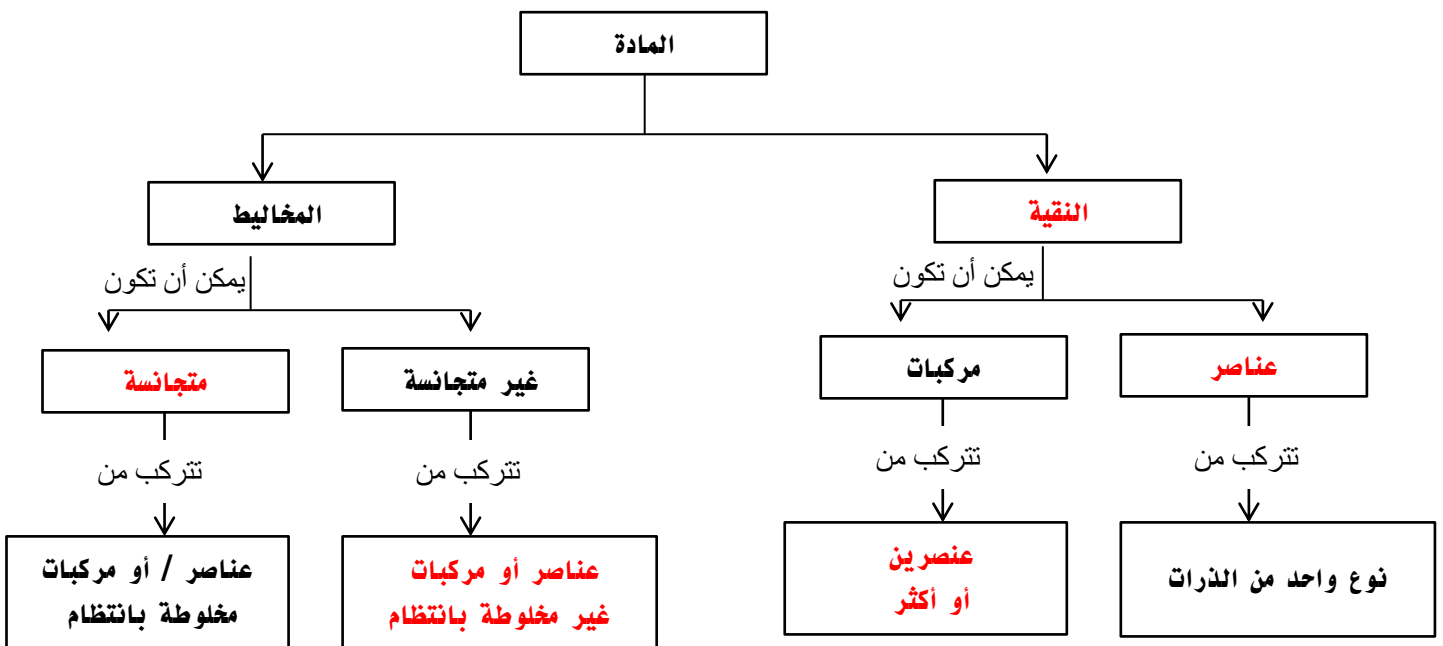 المادة
النقية
المخاليط
يمكن أن تكون
يمكن أن تكون
عناصر
مركبات
غير متجانسة
متجانسة
تتركب من
تتركب من
تتركب من
تتركب من
نوع واحد من الذرات
عنصرين
أو أكثر
عناصر أو مركبات
غير مخلوطة بانتظام
عناصر / أو مركبات
مخلوطة بانتظام